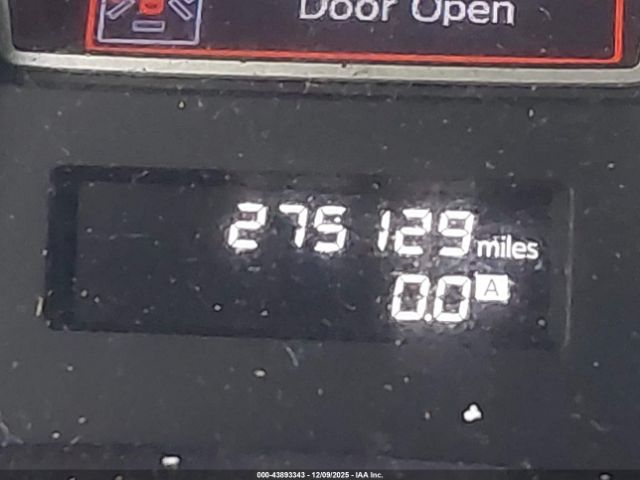 Door Open
275129 miles
0.0 A
000-43893343 - 12/09/2025 - IAA Inc.